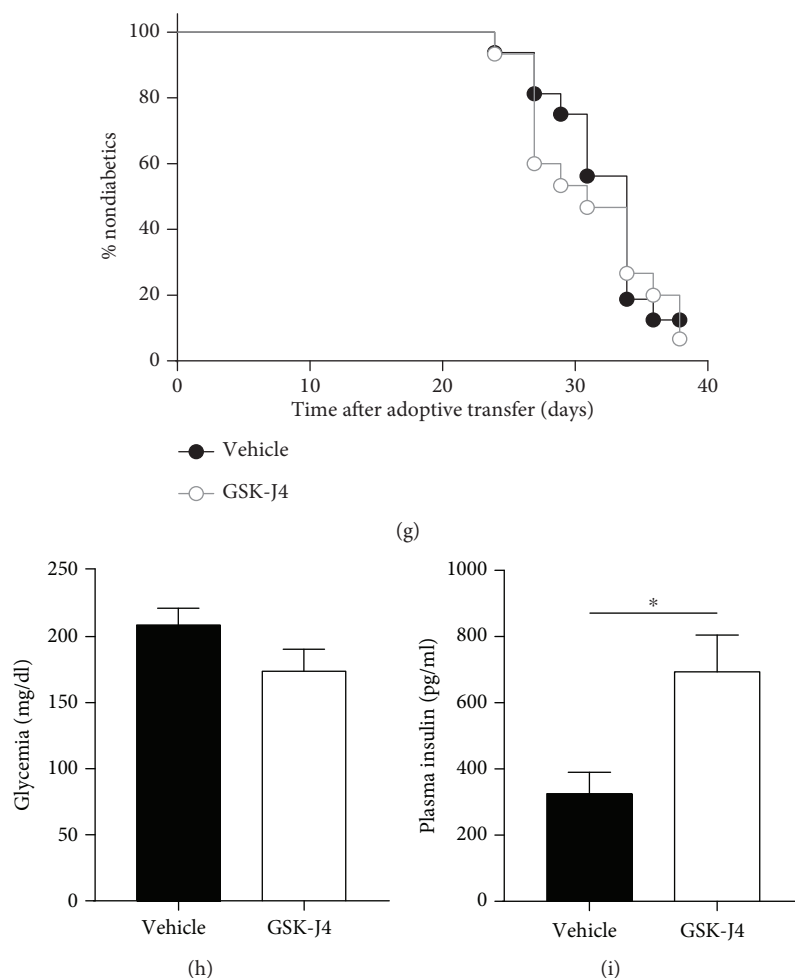 100
80
60
40
20
0
% nondiabetics
0 10 20 30 40
Time after adoptive transfer (days)
Vehicle
GSK-J4
(g)
250
200
150
100
50
0
Glycemia (mg/dl)
Vehicle GSK-J4
(h)
1000
800
600
400
200
0
Plasma insulin (pg/ml)
*
Vehicle GSK-J4
(i)